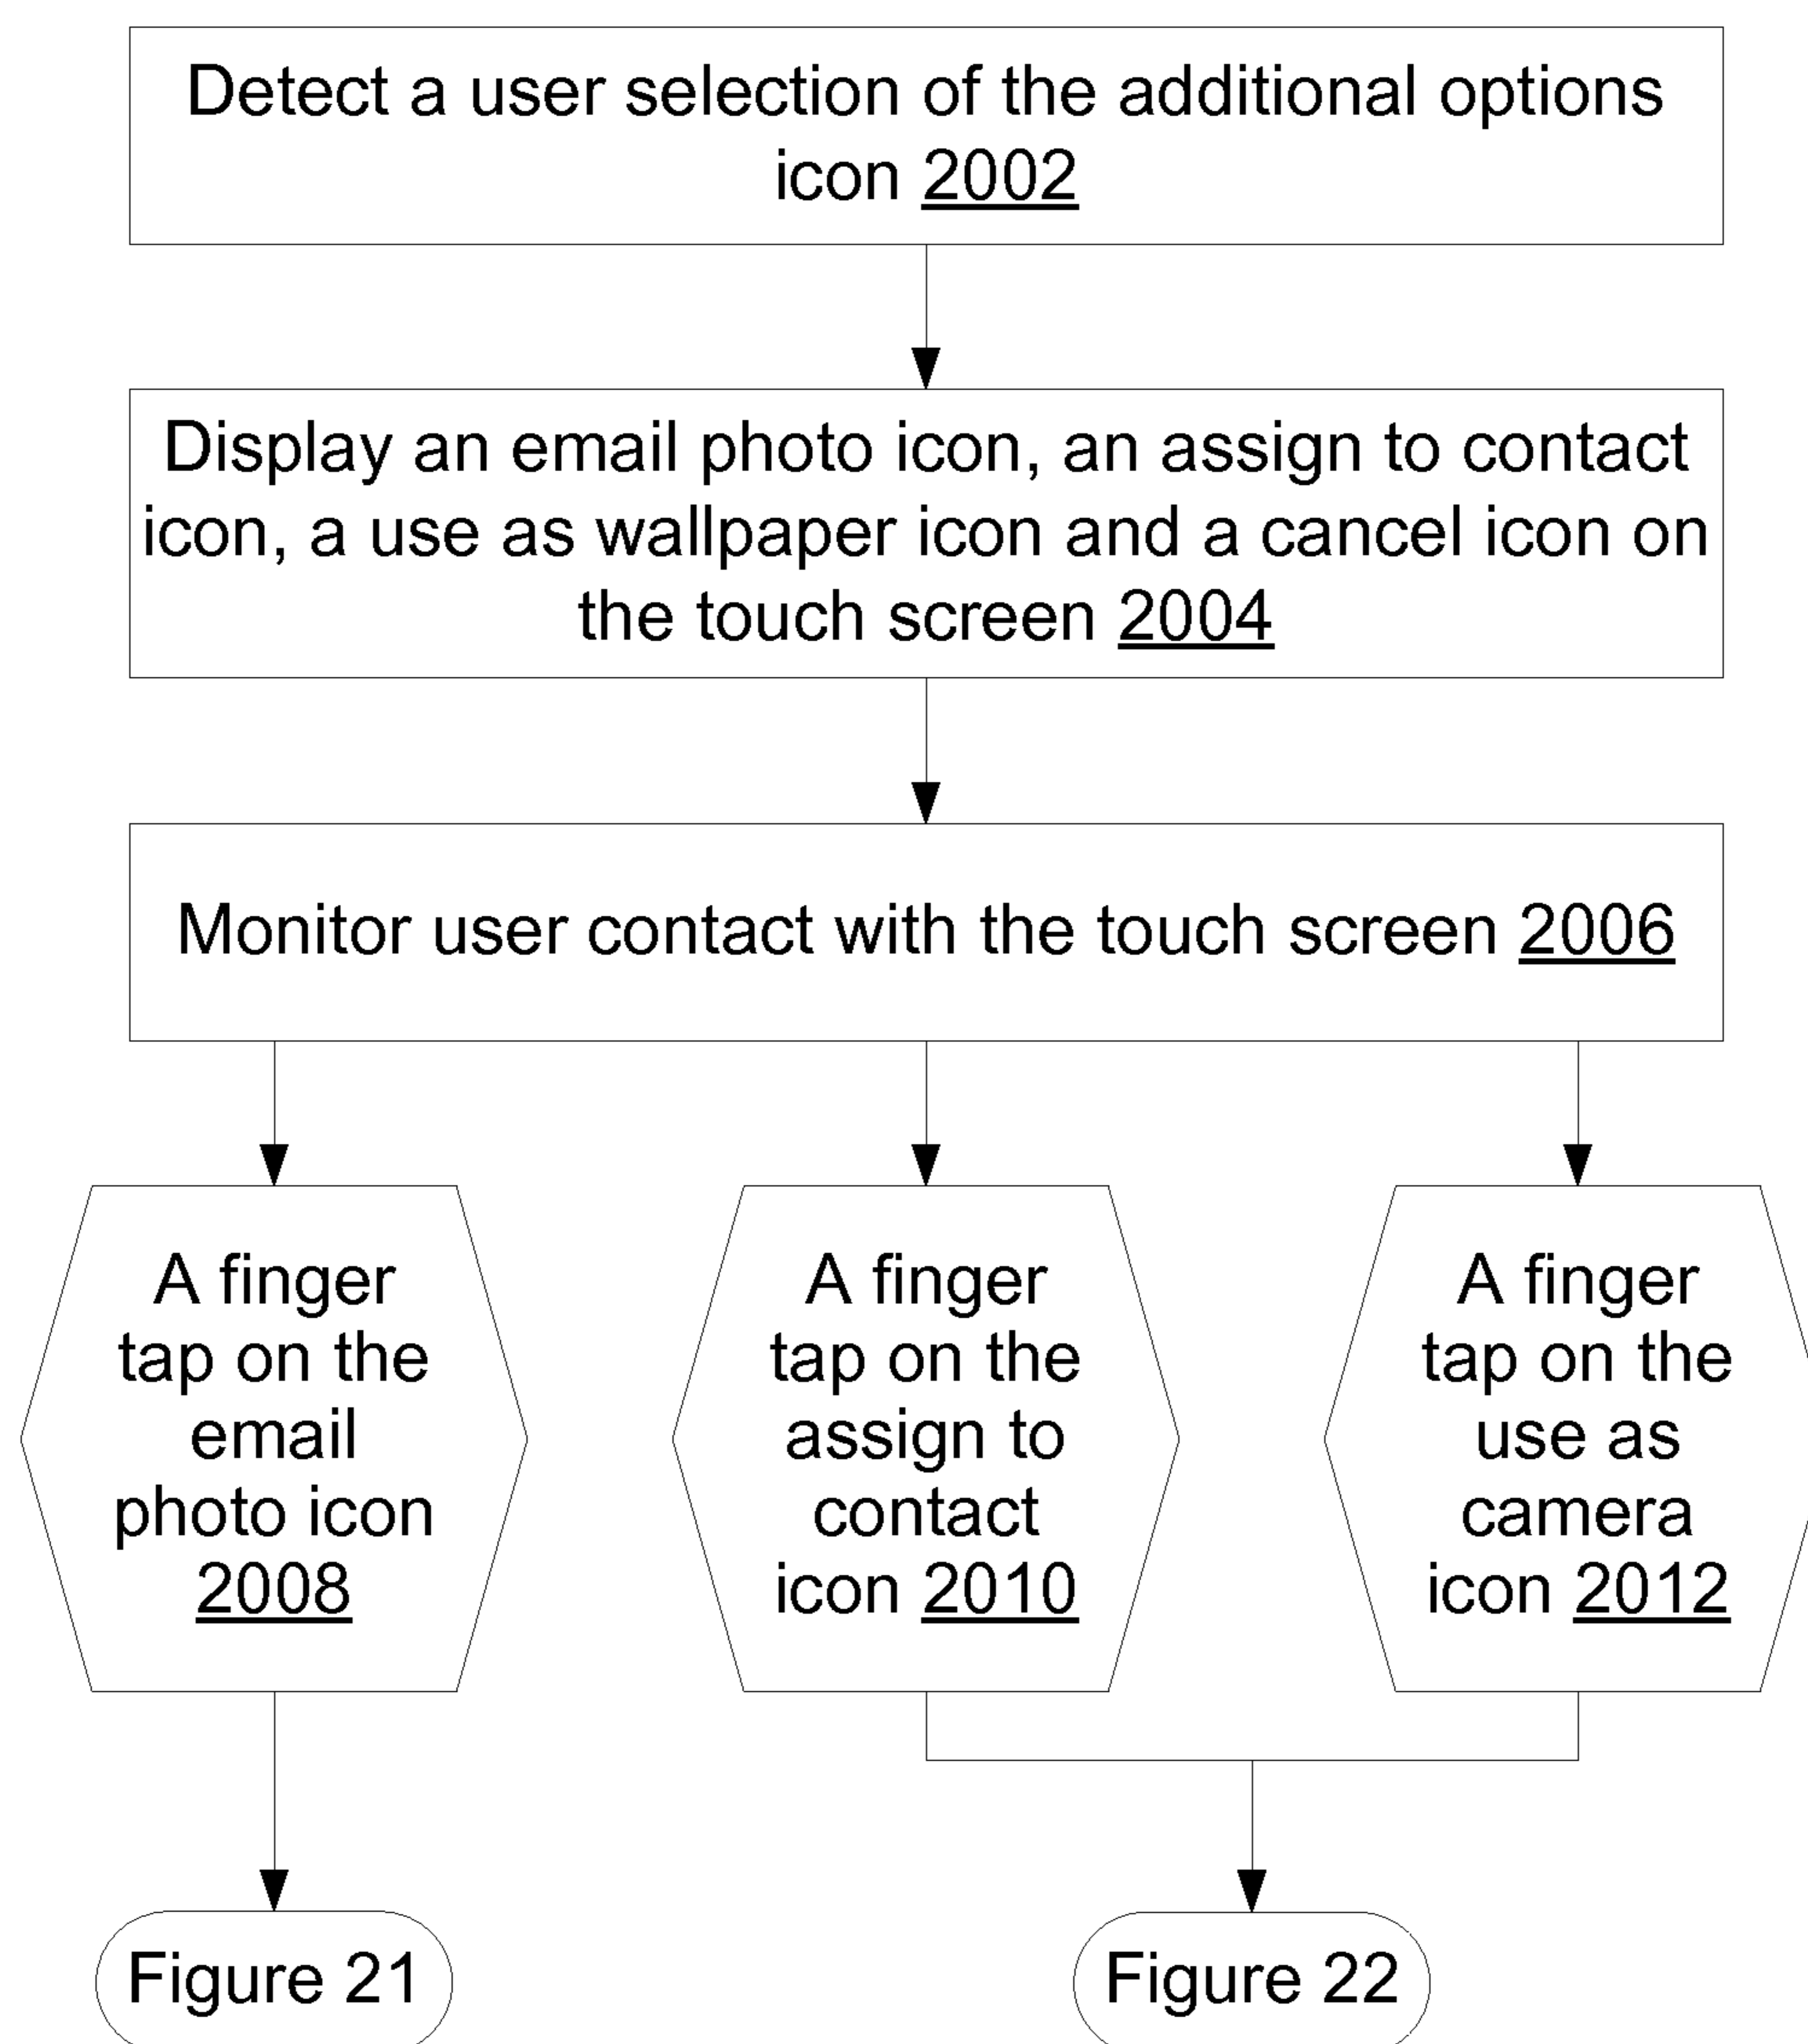 Detect a user selection of the additional options
icon 2002
Display an email photo icon, an assign to contact
icon, a use as wallpaper icon and a cancel icon on
the touch screen 2004
Monitor user contact with the touch screen 2006
A finger
tap on the
email
photo icon
2008
A finger
tap on the
assign to
contact
icon 2010
A finger
tap on the
use as
camera
icon 2012
Figure 21
Figure 22